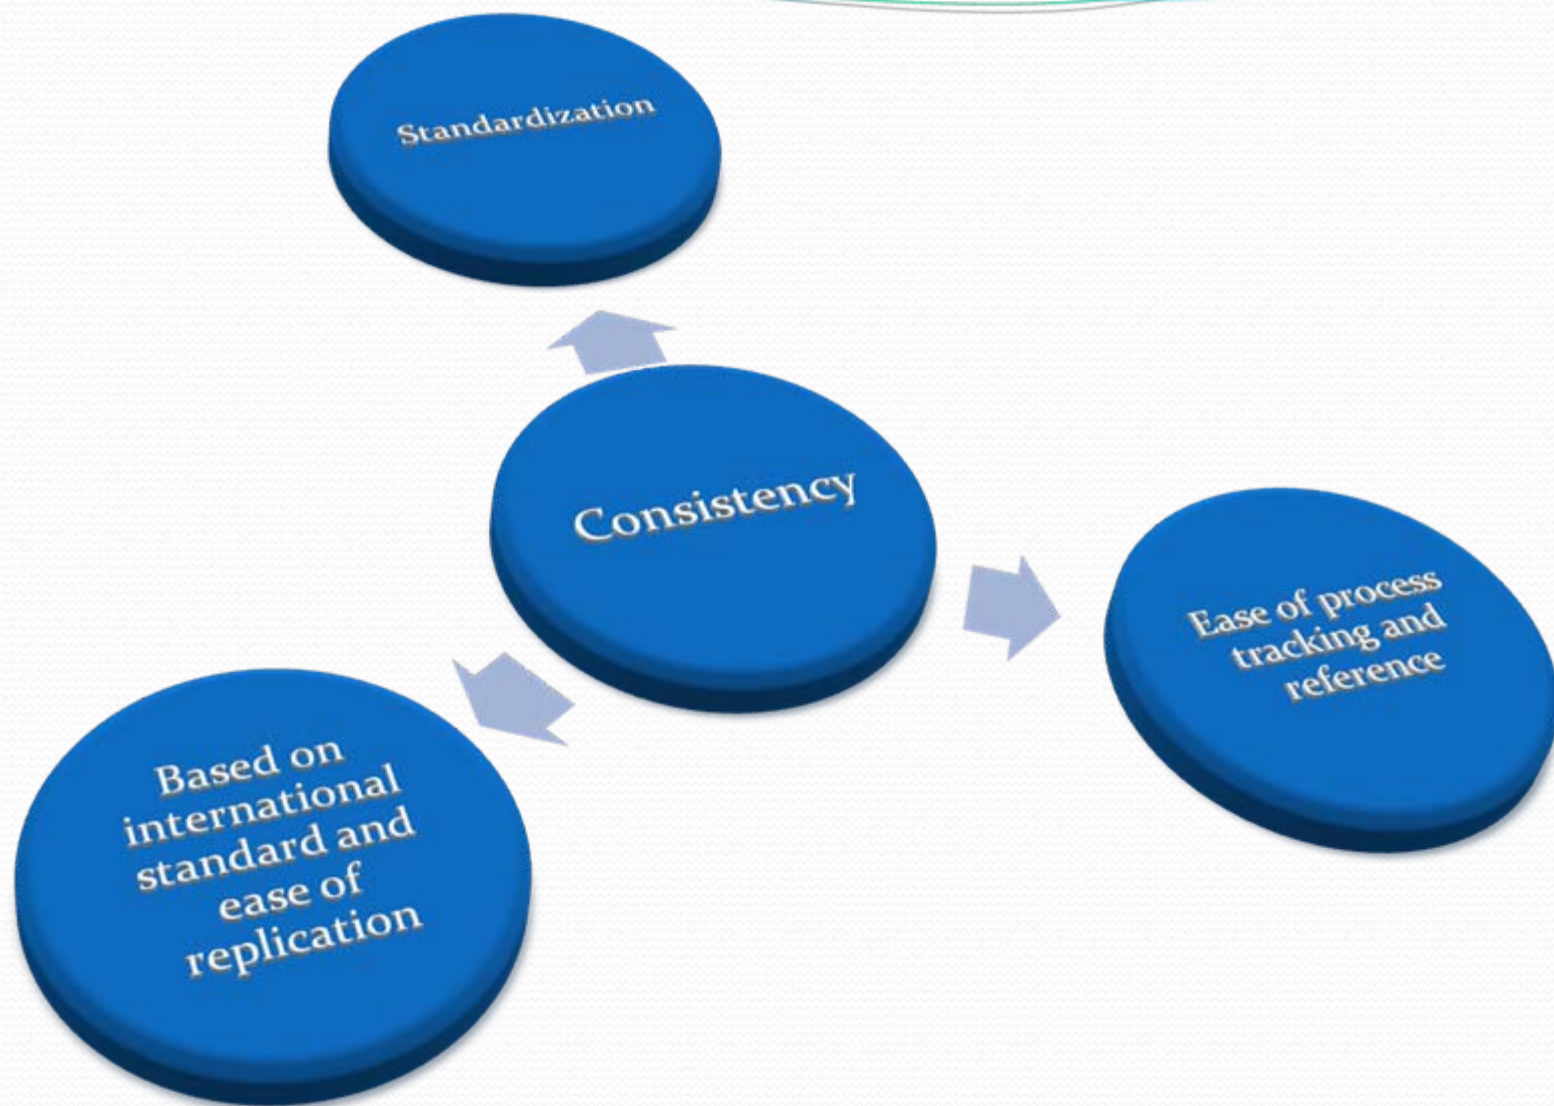 Standardization
Consistency
Ease of process
tracking and
reference
Based on
international
standard and
ease of
replication